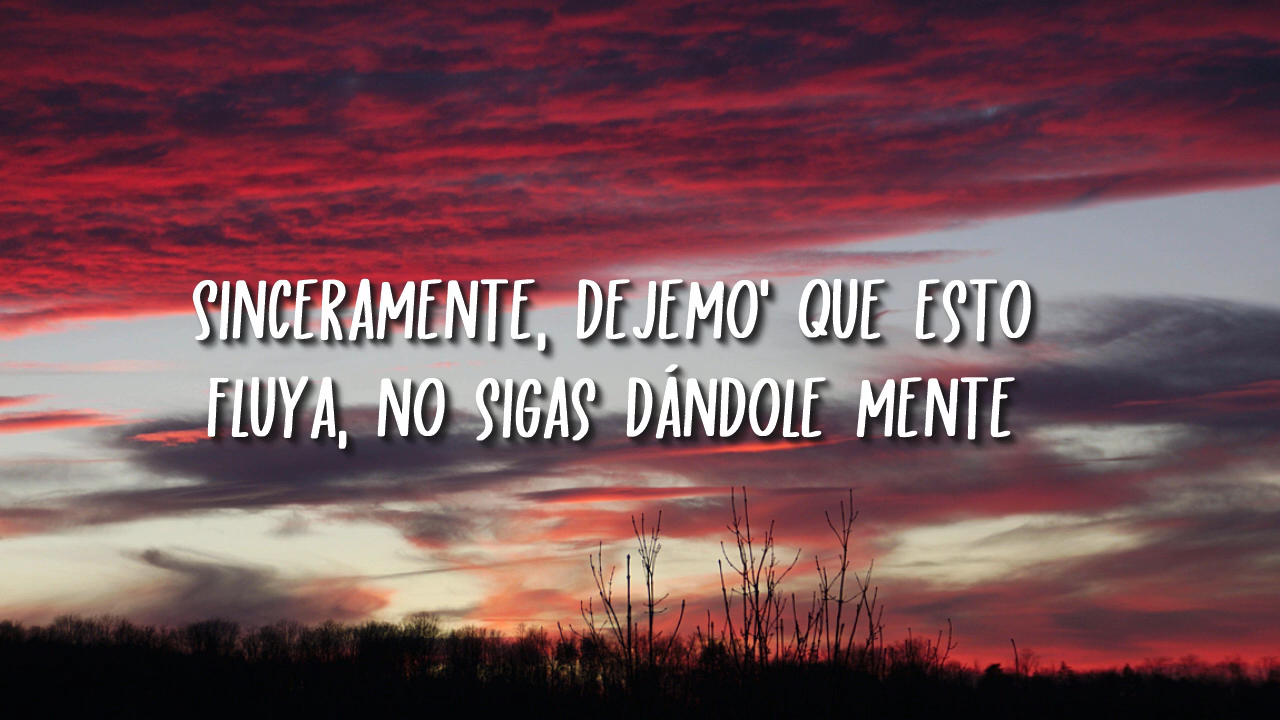 SINCERAMENTE, DEJEMO' QUE ESTO
FLUYA, NO SIGAS DÁNDOLE MENTE